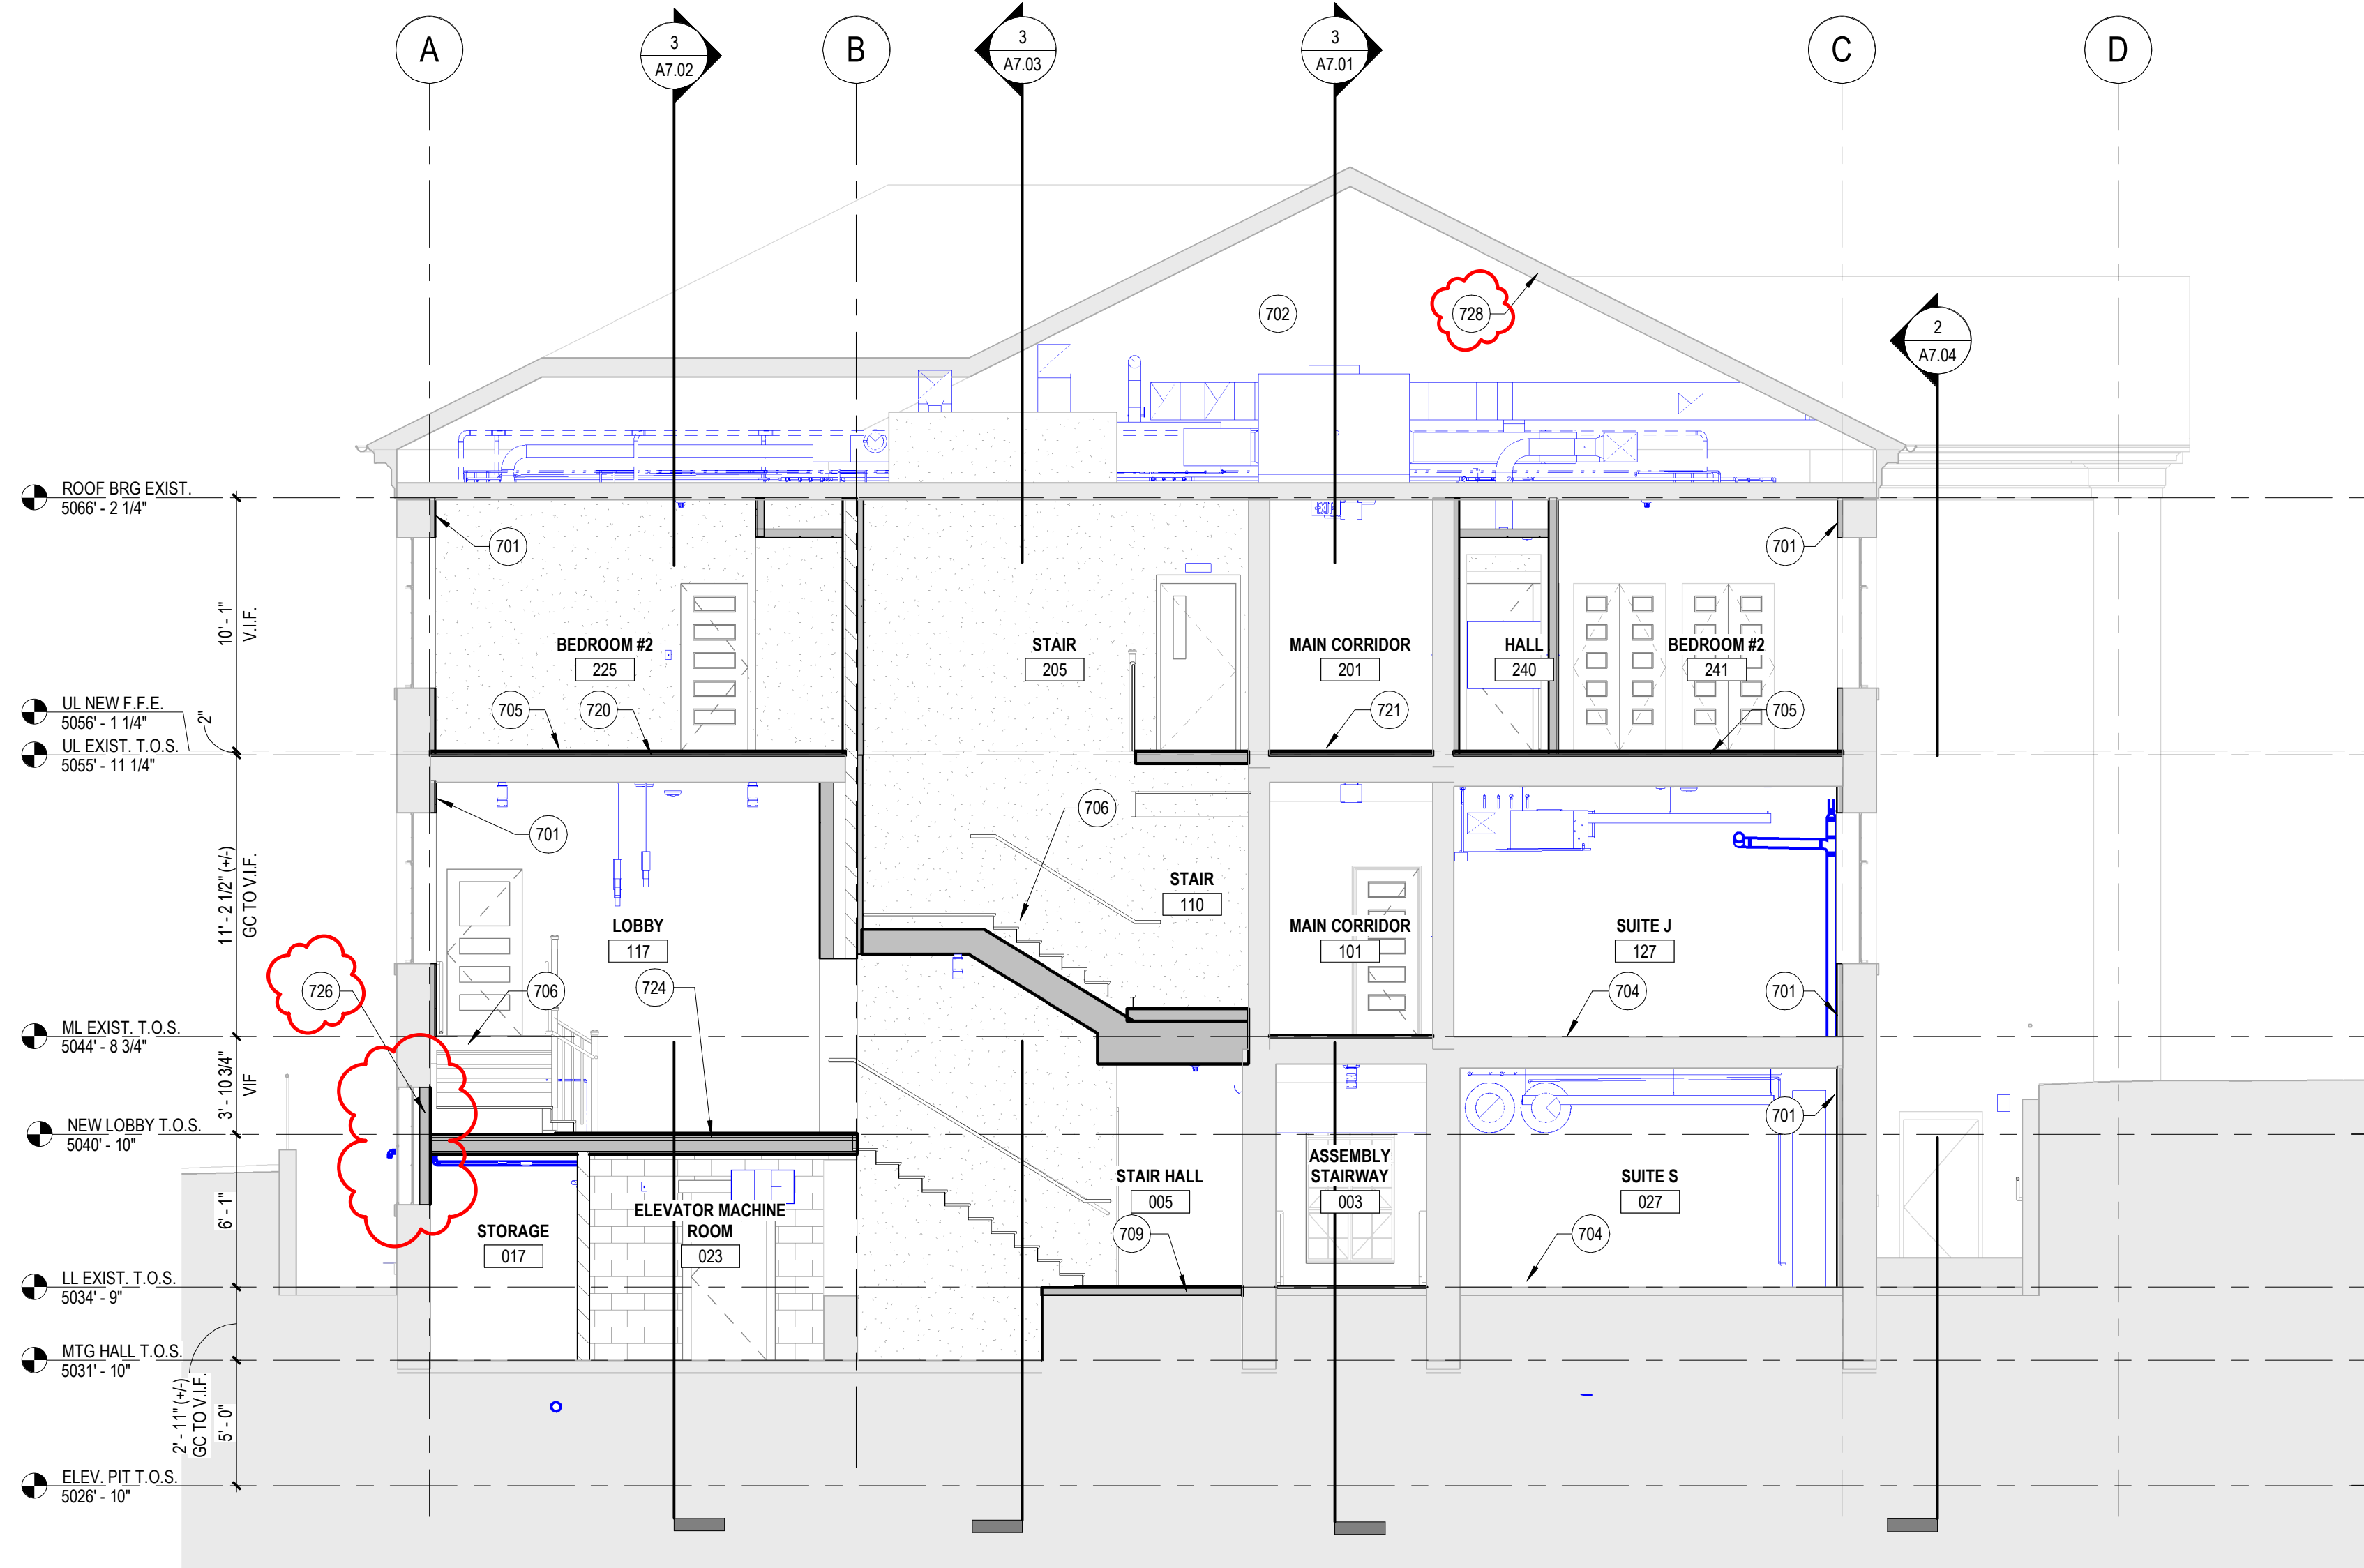 A
3
A7.02
B
3
A7.03
3
A7.01
C
D
702
728
2
A7.04
ROOF BRG EXIST.
5066' - 2 1/4"
701
701
10' - 1"
V.I.F.
BEDROOM #2
225
STAIR
205
MAIN CORRIDOR
201
HALL
240
BEDROOM #2
241
UL NEW F.F.E.
5056' - 1 1/4"
2"
705
720
721
705
UL EXIST. T.O.S.
5055' - 11 1/4"
706
701
11' - 2 1/2" (+/-)
GC TO V.I.F.
STAIR
110
LOBBY
117
MAIN CORRIDOR
101
SUITE J
127
726
706
724
704
701
ML EXIST. T.O.S.
5044' - 8 3/4"
3' - 10 3/4"
VIF
701
NEW LOBBY T.O.S.
5040' - 10"
ASSEMBLY
STAIRWAY
003
STAIR HALL
005
SUITE S
027
6' - 1"
STORAGE
017
ELEVATOR MACHINE
ROOM
023
709
704
LL EXIST. T.O.S.
5034' - 9"
MTG HALL T.O.S.
5031' - 10"
2' - 11" (+/-)
GC TO V.I.F.
5' - 0"
ELEV. PIT T.O.S.
5026' - 10"